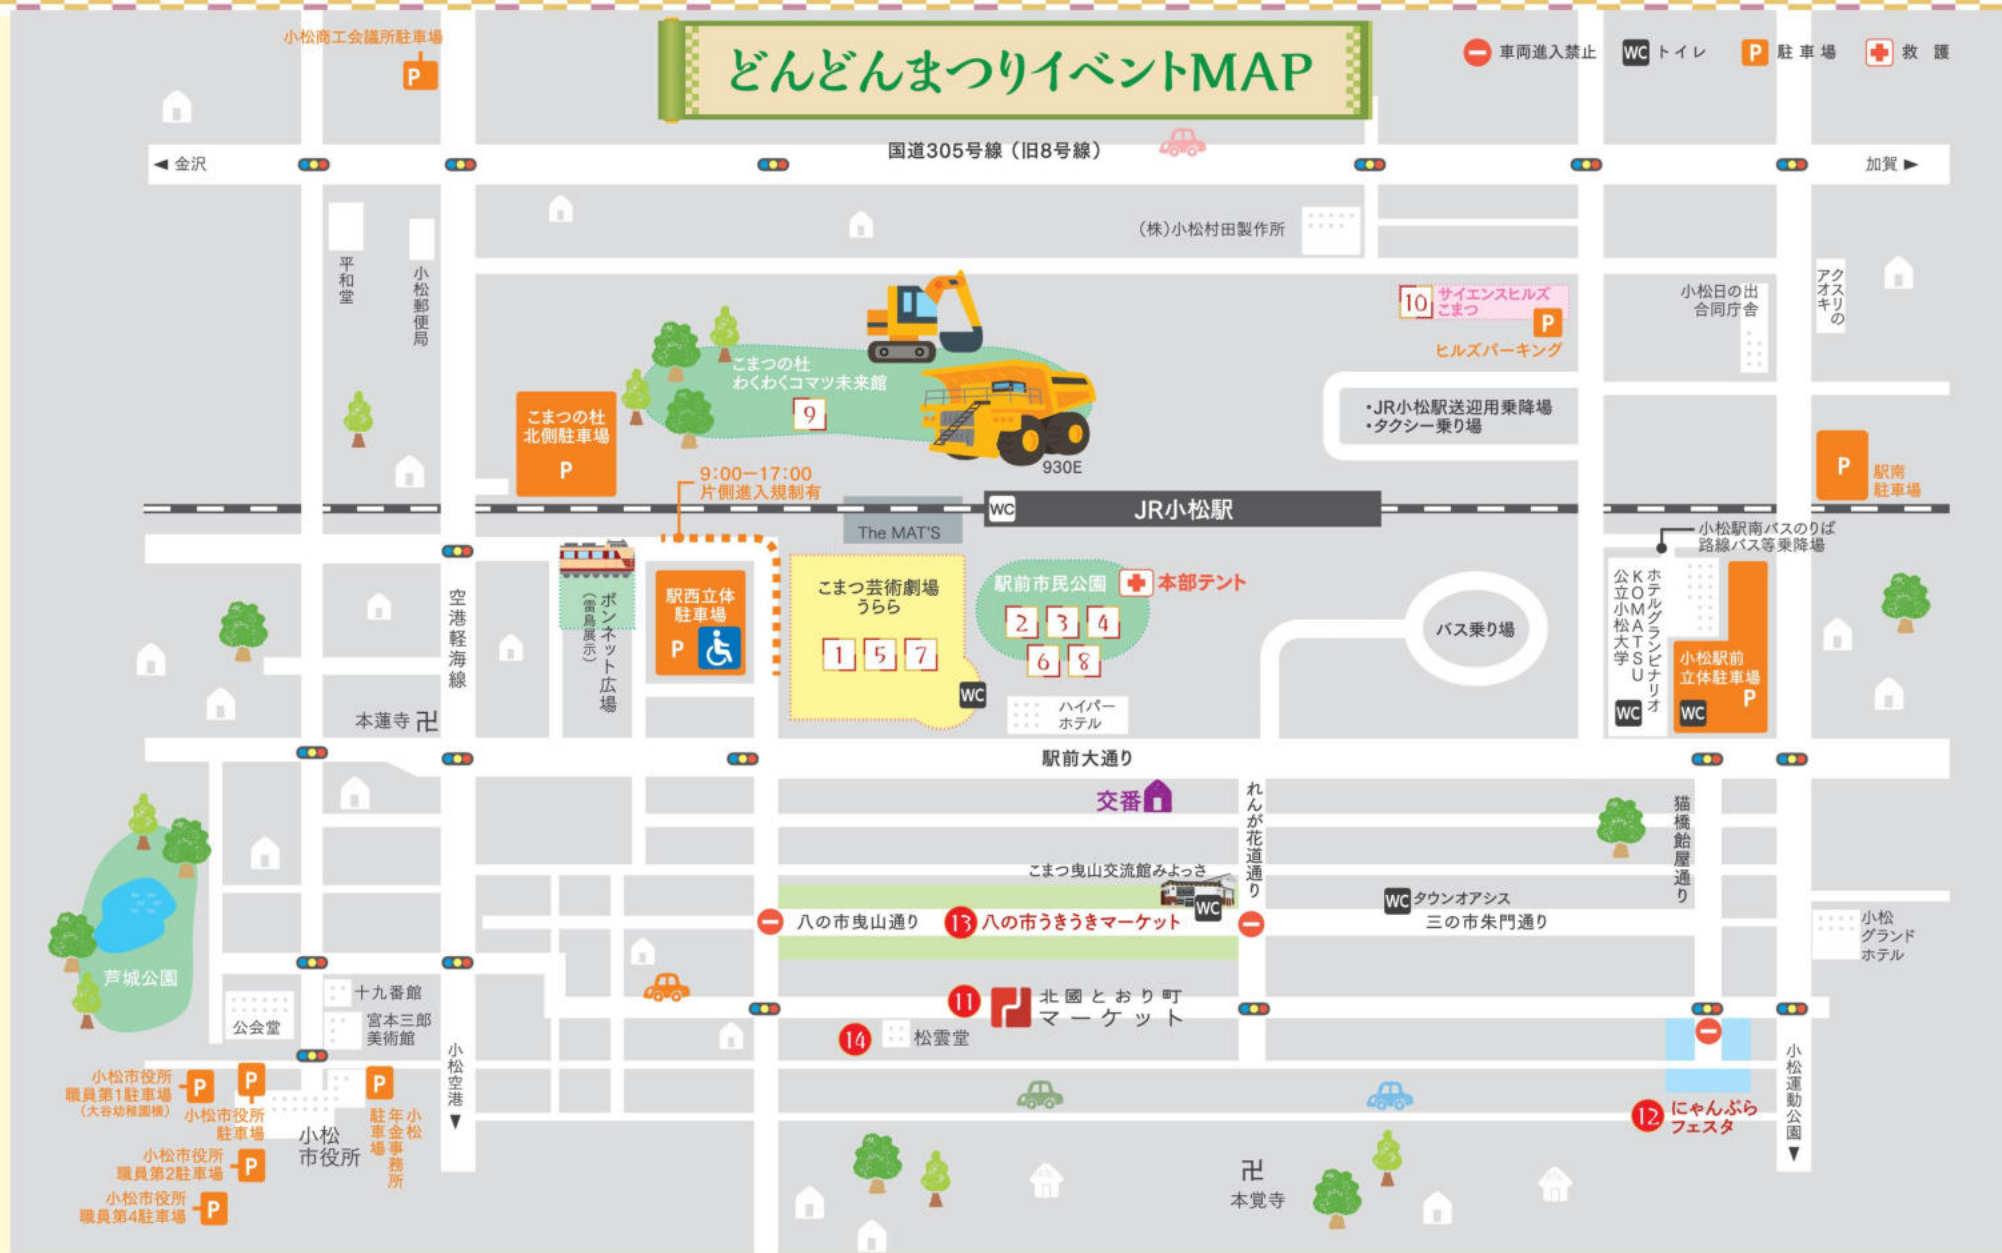 小松商工会議所駐車場
P
どんどんまつりイベントMAP
車両進入禁止
WC トイレ
P 駐車場
救護
国道305号線（旧8号線）
◀ 金沢
加賀 ▶
平和堂
小松郵便局
（株）小松村田製作所
10 サイエンスヒルズ
こまつ
P
ヒルズパーキング
小松日の出
合同庁舎
クスリの
アオキ
こまつの杜
わくわくコマツ未来館
9
930E
こまつの杜
北側駐車場
P
・JR小松駅送迎用乗降場
・タクシー乗り場
P
駅南
駐車場
9:00−17:00
片側進入規制有
The MAT'S
WC
JR小松駅
小松駅南バスのりば
路線バス等乗降場
空港軽海線
ボンネット広場
（雷鳥展示）
駅西立体
駐車場
P
こまつ芸術劇場
うらら
1 5 7
WC
駅前市民公園
本部テント
2 3 4
6 8
ハイパー
ホテル
バス乗り場
ホテルグランビナリオ
KOMATSU
公立小松大学
WC
小松駅前
立体駐車場
P
WC
本蓮寺 卍
駅前大通り
交番
れんが花道通り
猫橋飴屋通り
こまつ曳山交流館みよっさ
WC
八の市曳山通り
13 八の市うきうきマーケット
WC タウンオアシス
三の市朱門通り
小松
グランド
ホテル
芦城公園
公会堂
十九番館
宮本三郎
美術館
11 北國とおり町
マーケット
14 松雲堂
小松空港
▼
小松運動公園
▼
12 にゃんぷら
フェスタ
小松市役所
職員第1駐車場
（大谷幼稚園横）
P
P
小松市役所
駐車場
P
小松
年金事務所
駐車場
小松
市役所
小松市役所
職員第2駐車場
P
小松市役所
職員第4駐車場
P
卍
本覚寺